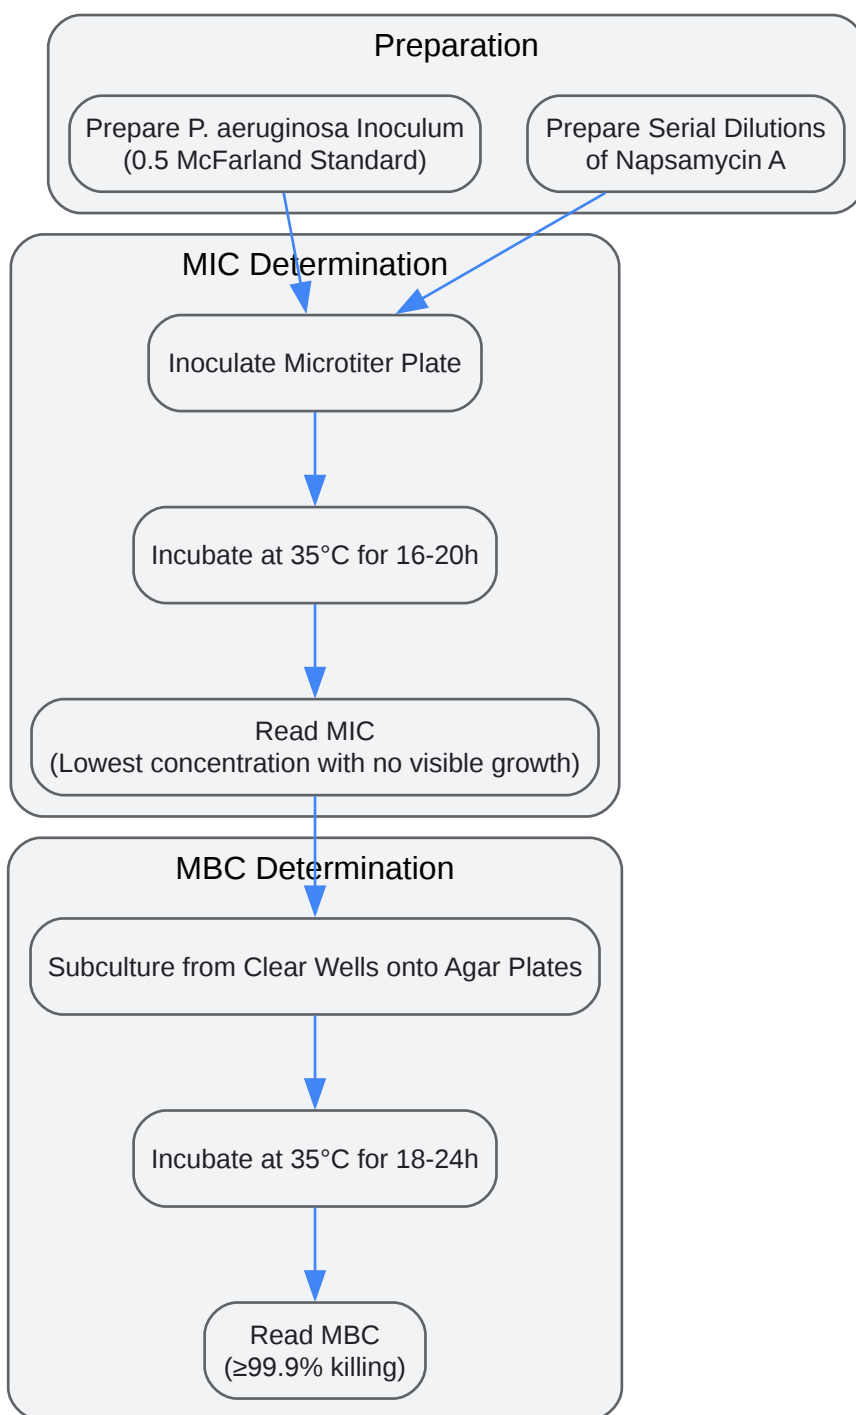 Preparation
Prepare P. aeruginosa Inoculum
(0.5 McFarland Standard)
Prepare Serial Dilutions
of Napsamycin A
MIC Determination
Inoculate Microtiter Plate
Incubate at 35°C for 16-20h
Read MIC
(Lowest concentration with no visible growth)
MBC Determination
Subculture from Clear Wells onto Agar Plates
Incubate at 35°C for 18-24h
Read MBC
(≥99.9% killing)